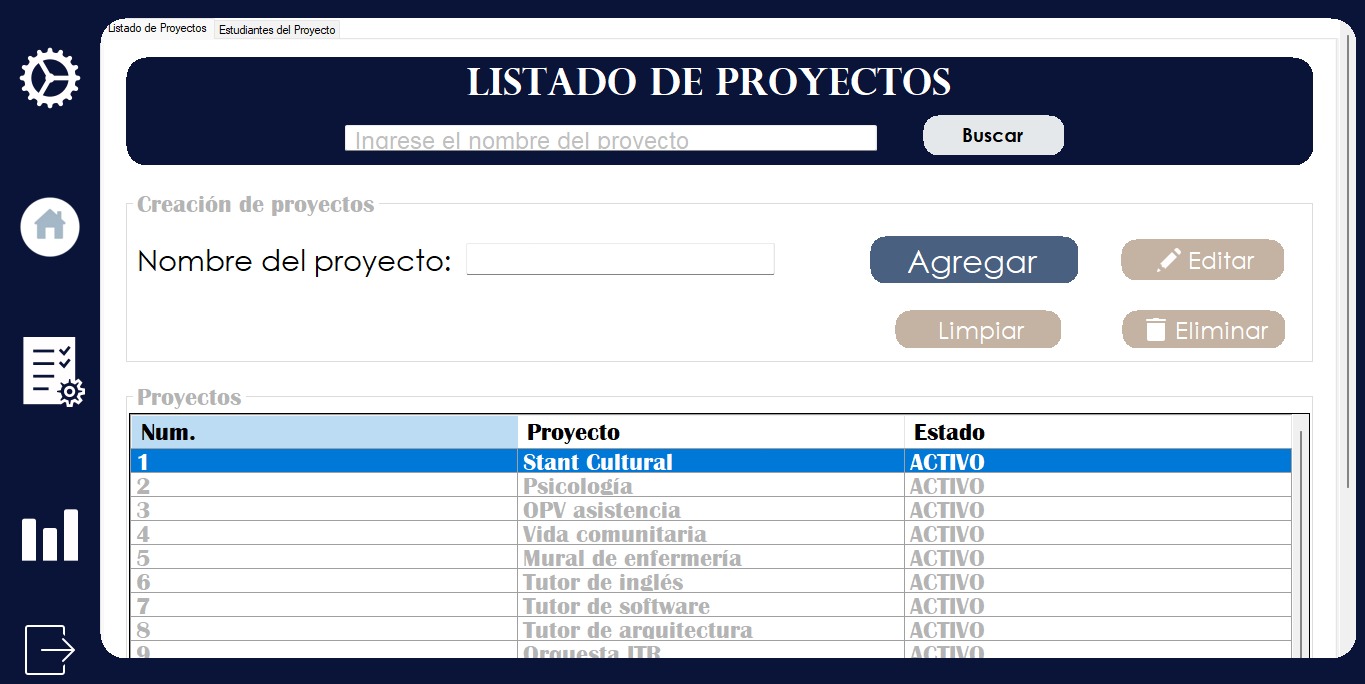 Listado de Proyectos Estudiantes del Proyecto
LISTADO DE PROYECTOS
Ingrese el nombre del proyecto Buscar
Creación de proyectos
Nombre del proyecto: Agregar Editar
Limpiar Eliminar
Proyectos
Num. Proyecto Estado
1 Stant Cultural ACTIVO
2 Psicología ACTIVO
3 OPV asistencia ACTIVO
4 Vida comunitaria ACTIVO
5 Mural de enfermería ACTIVO
6 Tutor de inglés ACTIVO
7 Tutor de software ACTIVO
8 Tutor de arquitectura ACTIVO
9 Orquesta ITR ACTIVO